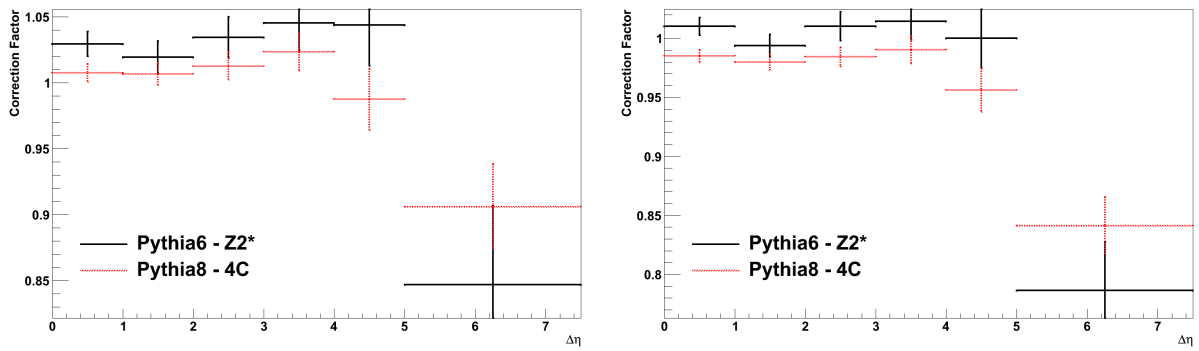 Correction Factor
1.05
1
0.95
0.9
0.85
Pythia6 - Z2*
Pythia8 - 4C
0 1 2 3 4 5 6 7
Δη
Correction Factor
1
0.95
0.9
0.85
0.8
Pythia6 - Z2*
Pythia8 - 4C
0 1 2 3 4 5 6 7
Δη